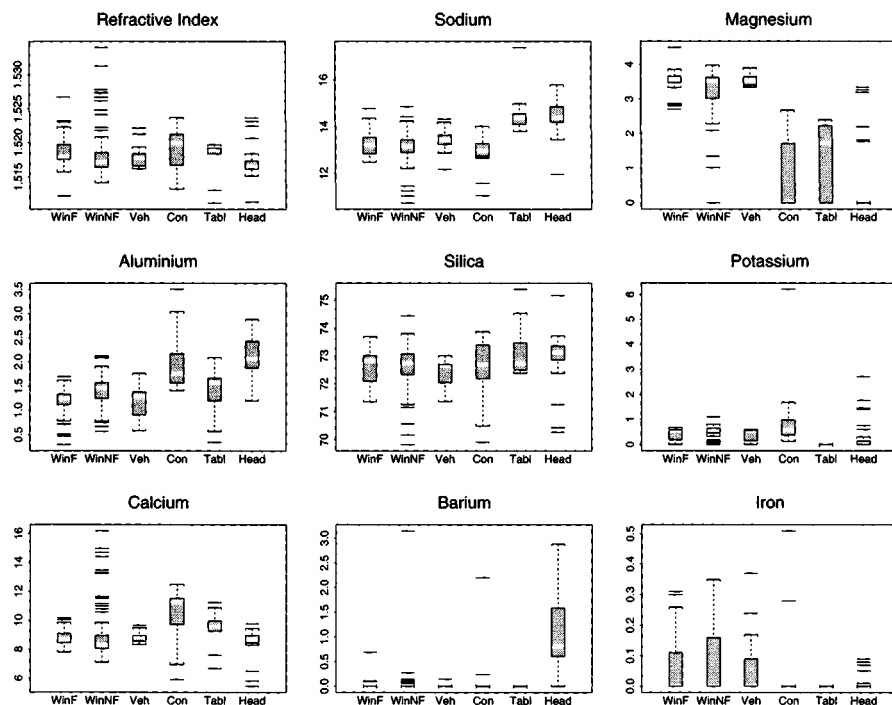 Refractive Index
1.530
1.525
1.520
1.515
WinF WinNF Veh Con Tabl Head
Sodium
16
14
12
WinF WinNF Veh Con Tabl Head
Magnesium
4
3
2
1
0
WinF WinNF Veh Con Tabl Head
Aluminium
3.5
3.0
2.5
2.0
1.5
1.0
0.5
WinF WinNF Veh Con Tabl Head
Silica
75
74
73
72
71
70
WinF WinNF Veh Con Tabl Head
Potassium
6
5
4
3
2
1
0
WinF WinNF Veh Con Tabl Head
Calcium
16
14
12
10
8
6
WinF WinNF Veh Con Tabl Head
Barium
3.0
2.5
2.0
1.5
1.0
0.5
0.0
WinF WinNF Veh Con Tabl Head
Iron
0.5
0.4
0.3
0.2
0.1
0.0
WinF WinNF Veh Con Tabl Head